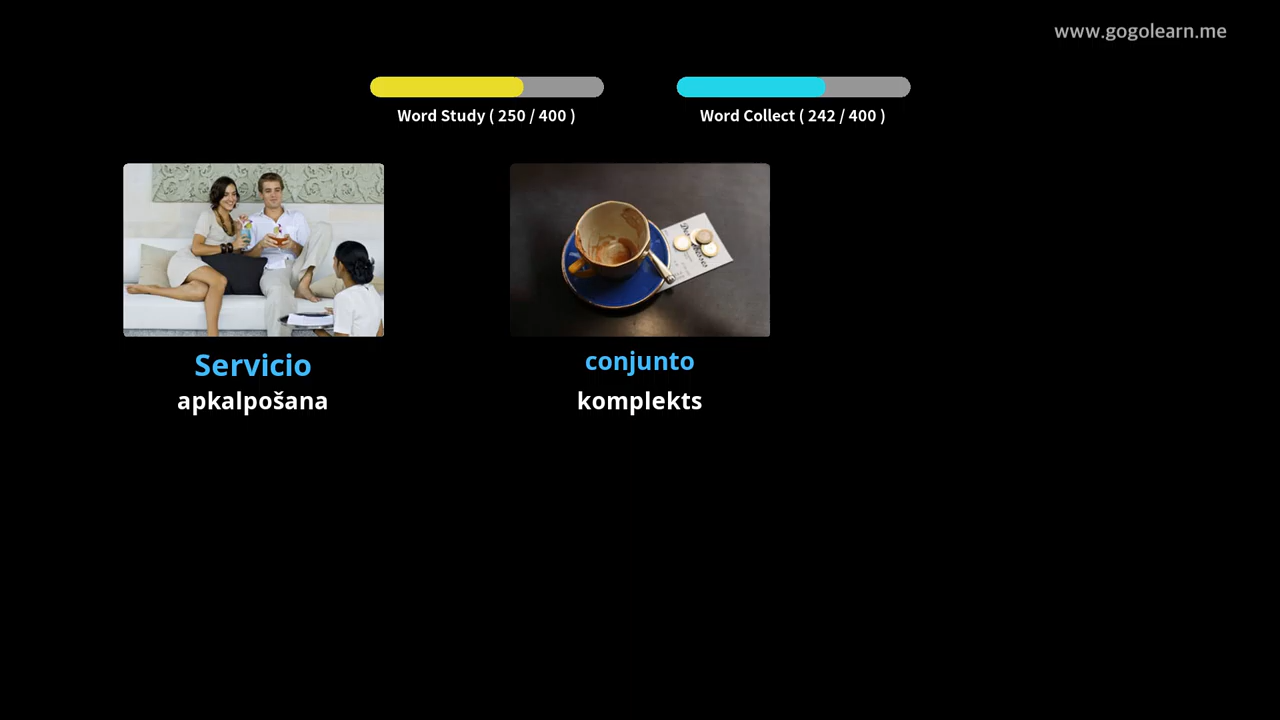 www.gogolearn.me
Word Study ( 250 / 400 )
Word Collect ( 242 / 400 )
Servicio
apkalpošana
conjunto
komplekts